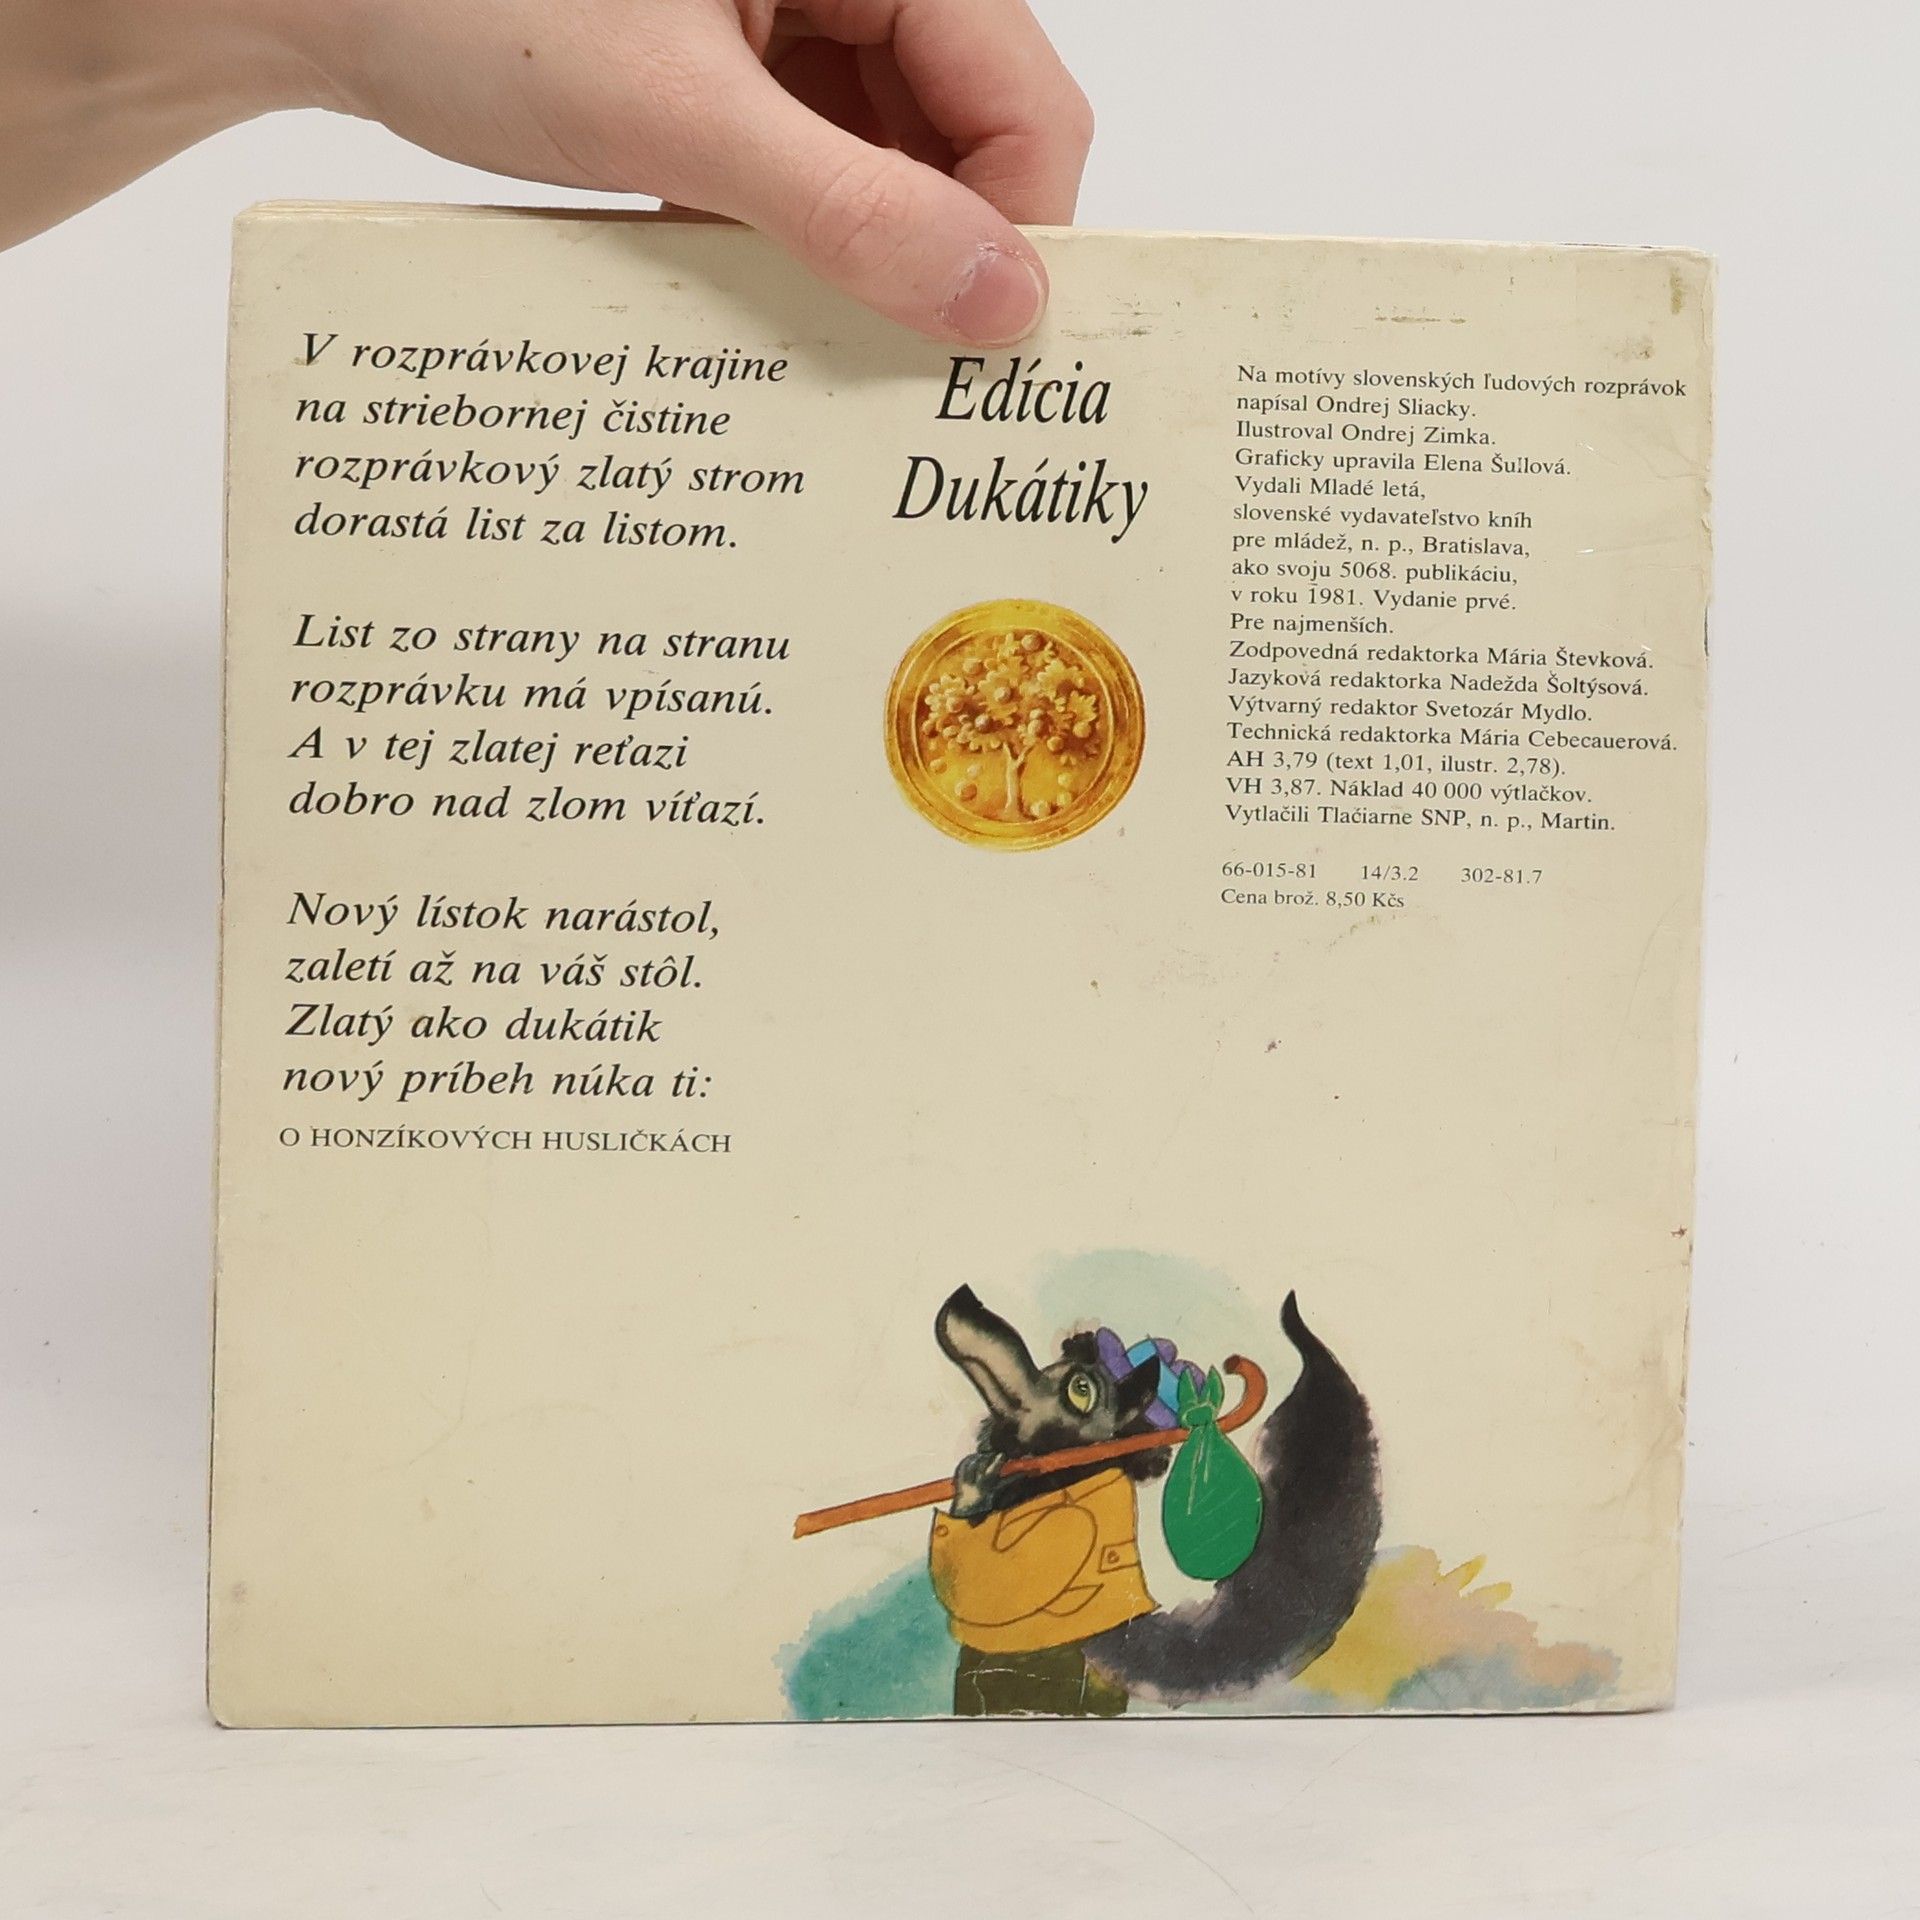 V rozprávkovej krajine
na striebornej čistine
rozprávkový zlatý strom
dorastá list za listom.
List zo strany na stranu
rozprávku má vpísanú.
A v tej zlatej reťazi
dobro nad zlom víťazí.
Nový lístok narástol,
zaletí až na váš stôl.
Zlatý ako dukátik
nový príbeh núka ti:
O HONZÍKOVÝCH HUSLIČKÁCH
Edícia
Dukátiky
Na motívy slovenských ľudových rozprávok
napísal Ondrej Sliacky.
Ilustroval Ondrej Zimka.
Graficky upravila Elena Šullová.
Vydali Mladé letá,
slovenské vydavateľstvo kníh
pre mládež, n. p., Bratislava,
ako svoju 5068. publikáciu,
v roku 1981. Vydanie prvé.
Pre najmenších.
Zodpovedná redaktorka Mária Števková.
Jazyková redaktorka Nadežda Šoltýsová.
Výtvarný redaktor Svetozár Mydlo.
Technická redaktorka Mária Cebecauerová.
AH 3,79 (text 1,01, ilustr. 2,78).
VH 3,87. Náklad 40 000 výtlačkov.
Vytlačili Tlačiarne SNP, n. p., Martin.
66-015-81 14/3.2 302-81.7
Cena brož. 8,50 Kčs